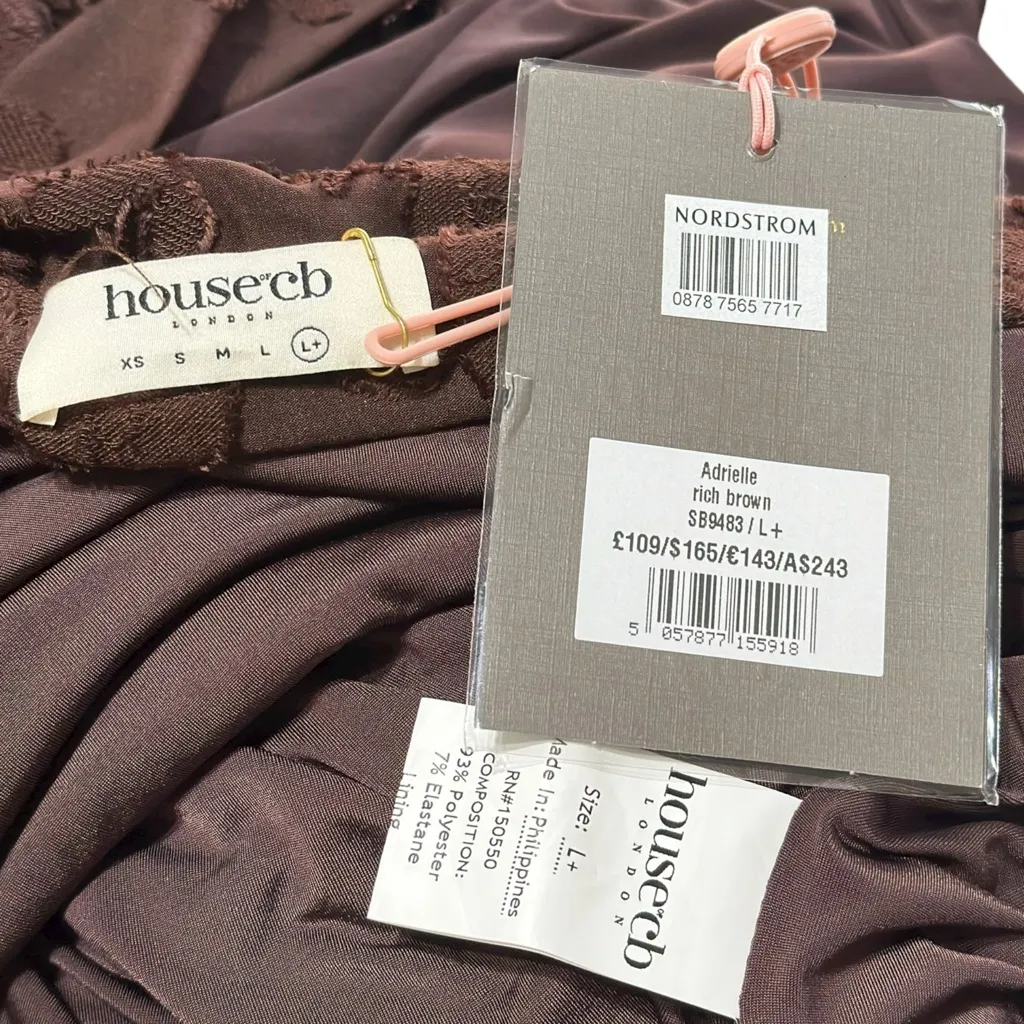 house of cb
LONDON
XS S M L L+
NORDSTROM
0878 7565 7717
Adrielle
rich brown
SB9483 / L+
£109/$165/€143/A$243
5 057877 155918
house of cb
LONDON
Size: L+
Made In: Philippines
RN#150550
COMPOSITION:
93% Polyester
7% Elastane
Lining